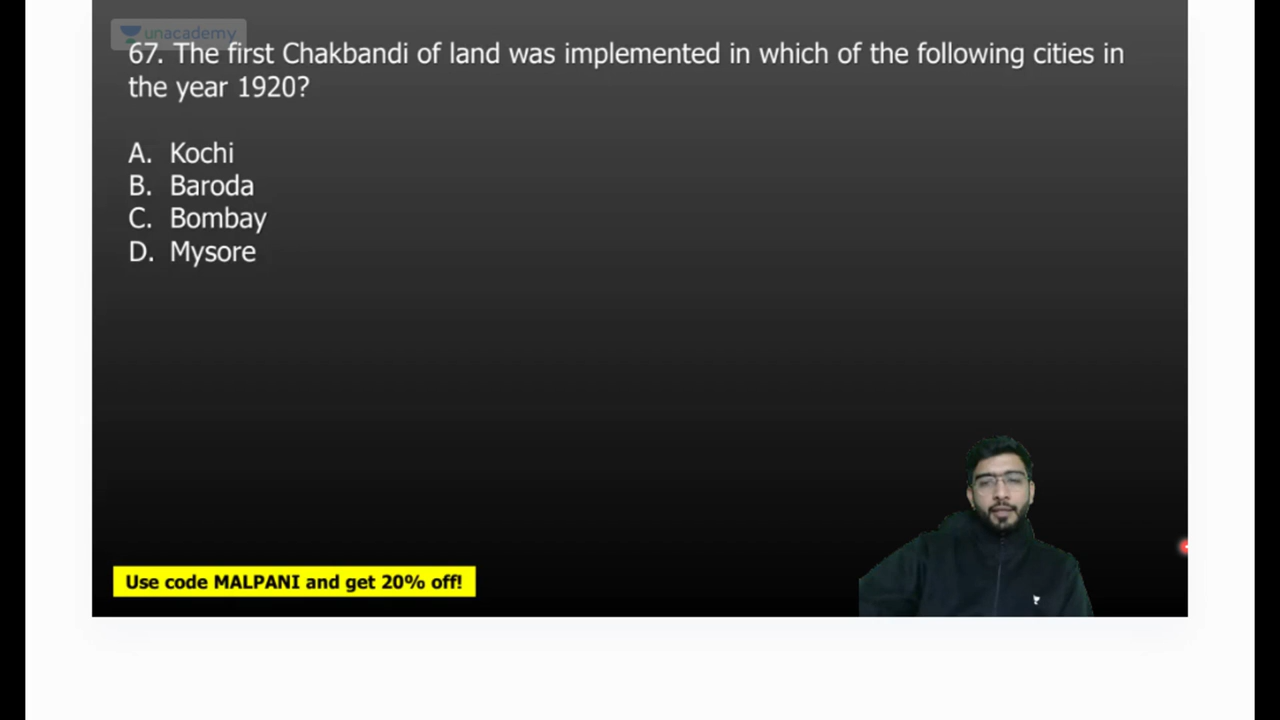 unacademy
67. The first Chakbandi of land was implemented in which of the following cities in
the year 1920?
A. Kochi
B. Baroda
C. Bombay
D. Mysore
Use code MALPANI and get 20% off!